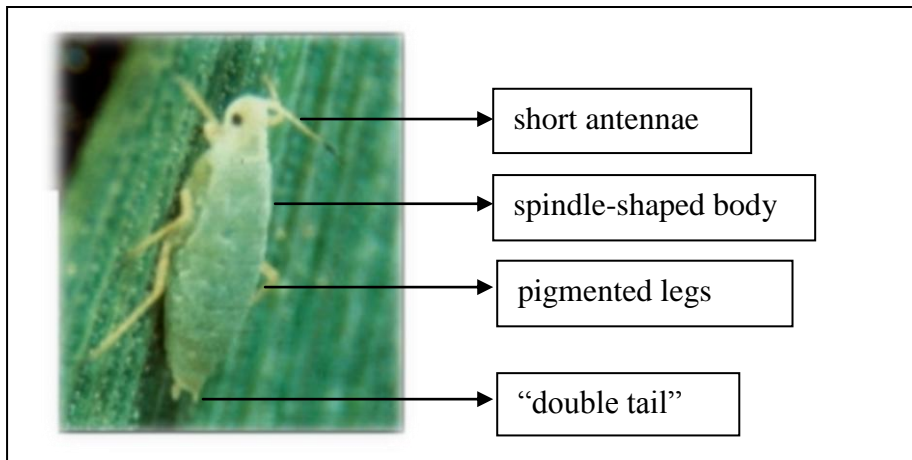 short antennae
spindle-shaped body
pigmented legs
“double tail”